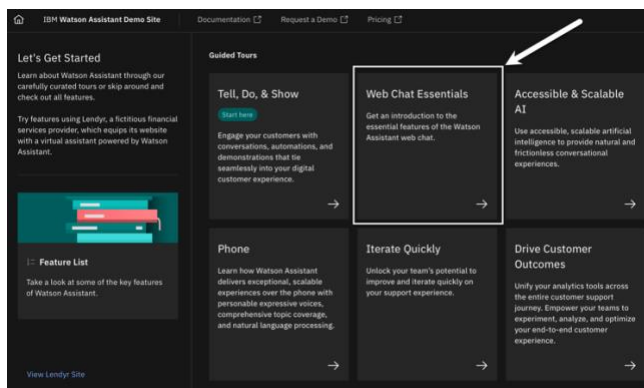 IBM Watson Assistant Demo Site
Documentation
Request a Demo
Pricing
Let's Get Started
Learn about Watson Assistant through our
carefully curated tours or skip around and
check out all features.
Try features using Lendyr, a fictitious financial
services provider, which equips its website
with a virtual assistant powered by Watson
Assistant.
Feature List
Take a look at some of the key features
of Watson Assistant.
View Lendyr Site
Guided Tours
Tell, Do, & Show
Start here
Engage your customers with
conversations, automations, and
demonstrations that tie
seamlessly into your digital
customer experience.
Web Chat Essentials
Get an introduction to the
essential features of the Watson
Assistant web chat.
Accessible & Scalable
AI
Use accessible, scalable artificial
intelligence to provide natural and
frictionless conversational
experiences.
Phone
Learn how Watson Assistant
delivers exceptional, scalable
experiences over the phone with
personable expressive voices,
comprehensive topic coverage,
and natural language processing.
Iterate Quickly
Unlock your team's potential to
improve and iterate quickly on
your support experience.
Drive Customer
Outcomes
Unify your analytics tools across
the entire customer support
journey. Empower your teams to
experiment, analyze, and optimize
your end-to-end customer
experience.